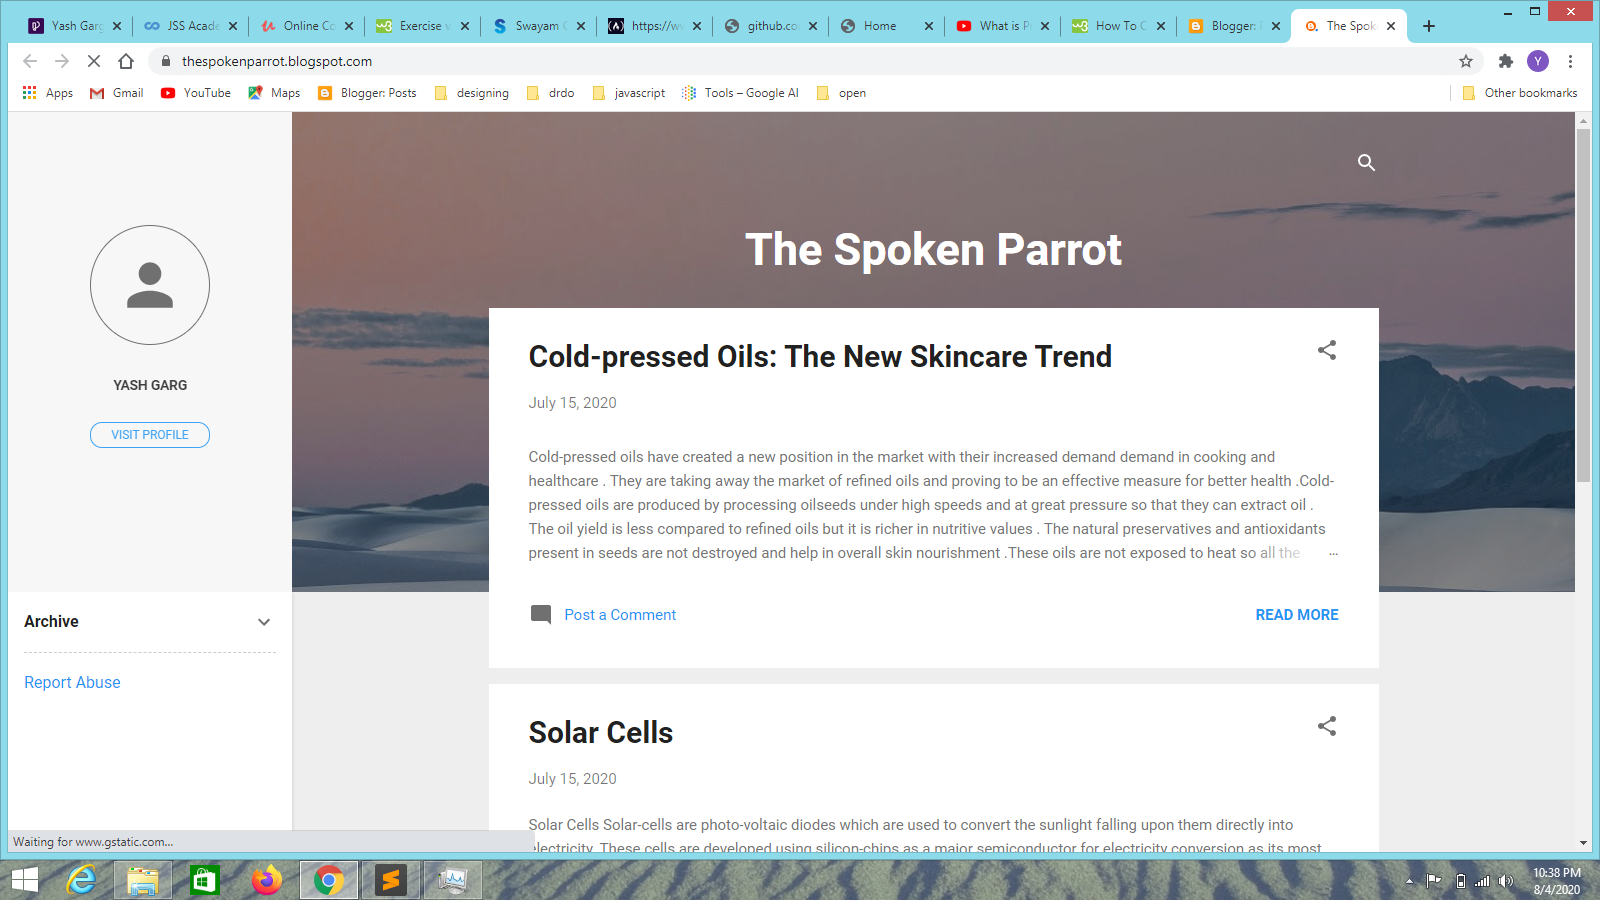 Yash Garg
JSS Acade
Online Co
Exercise v
Swayam C
https://w
github.co
Home
What is P
How To C
Blogger: P
The Spok
thespokenparrot.blogspot.com
Y
Apps
Gmail
YouTube
Maps
Blogger: Posts
designing
drdo
javascript
Tools – Google AI
open
Other bookmarks
The Spoken Parrot
YASH GARG
VISIT PROFILE
Archive
Report Abuse
Cold-pressed Oils: The New Skincare Trend
July 15, 2020
Cold-pressed oils have created a new position in the market with their increased demand demand in cooking and
healthcare . They are taking away the market of refined oils and proving to be an effective measure for better health .Cold-
pressed oils are produced by processing oilseeds under high speeds and at great pressure so that they can extract oil .
The oil yield is less compared to refined oils but it is richer in nutritive values . The natural preservatives and antioxidants
present in seeds are not destroyed and help in overall skin nourishment .These oils are not exposed to heat so all the ...
Post a Comment
READ MORE
Solar Cells
July 15, 2020
Solar Cells Solar-cells are photo-voltaic diodes which are used to convert the sunlight falling upon them directly into
electricity. These cells are developed using silicon-chips as a major semiconductor for electricity conversion as its most
Waiting for www.gstatic.com...
10:38 PM
8/4/2020